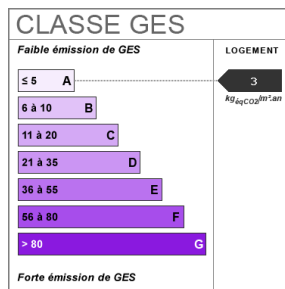 CLASSE GES
Faible émission de GES
LOGEMENT
≤ 5 A
3
6 à 10 B
kgéqCO2/m².an
11 à 20 C
21 à 35 D
36 à 55 E
56 à 80 F
> 80 G
Forte émission de GES